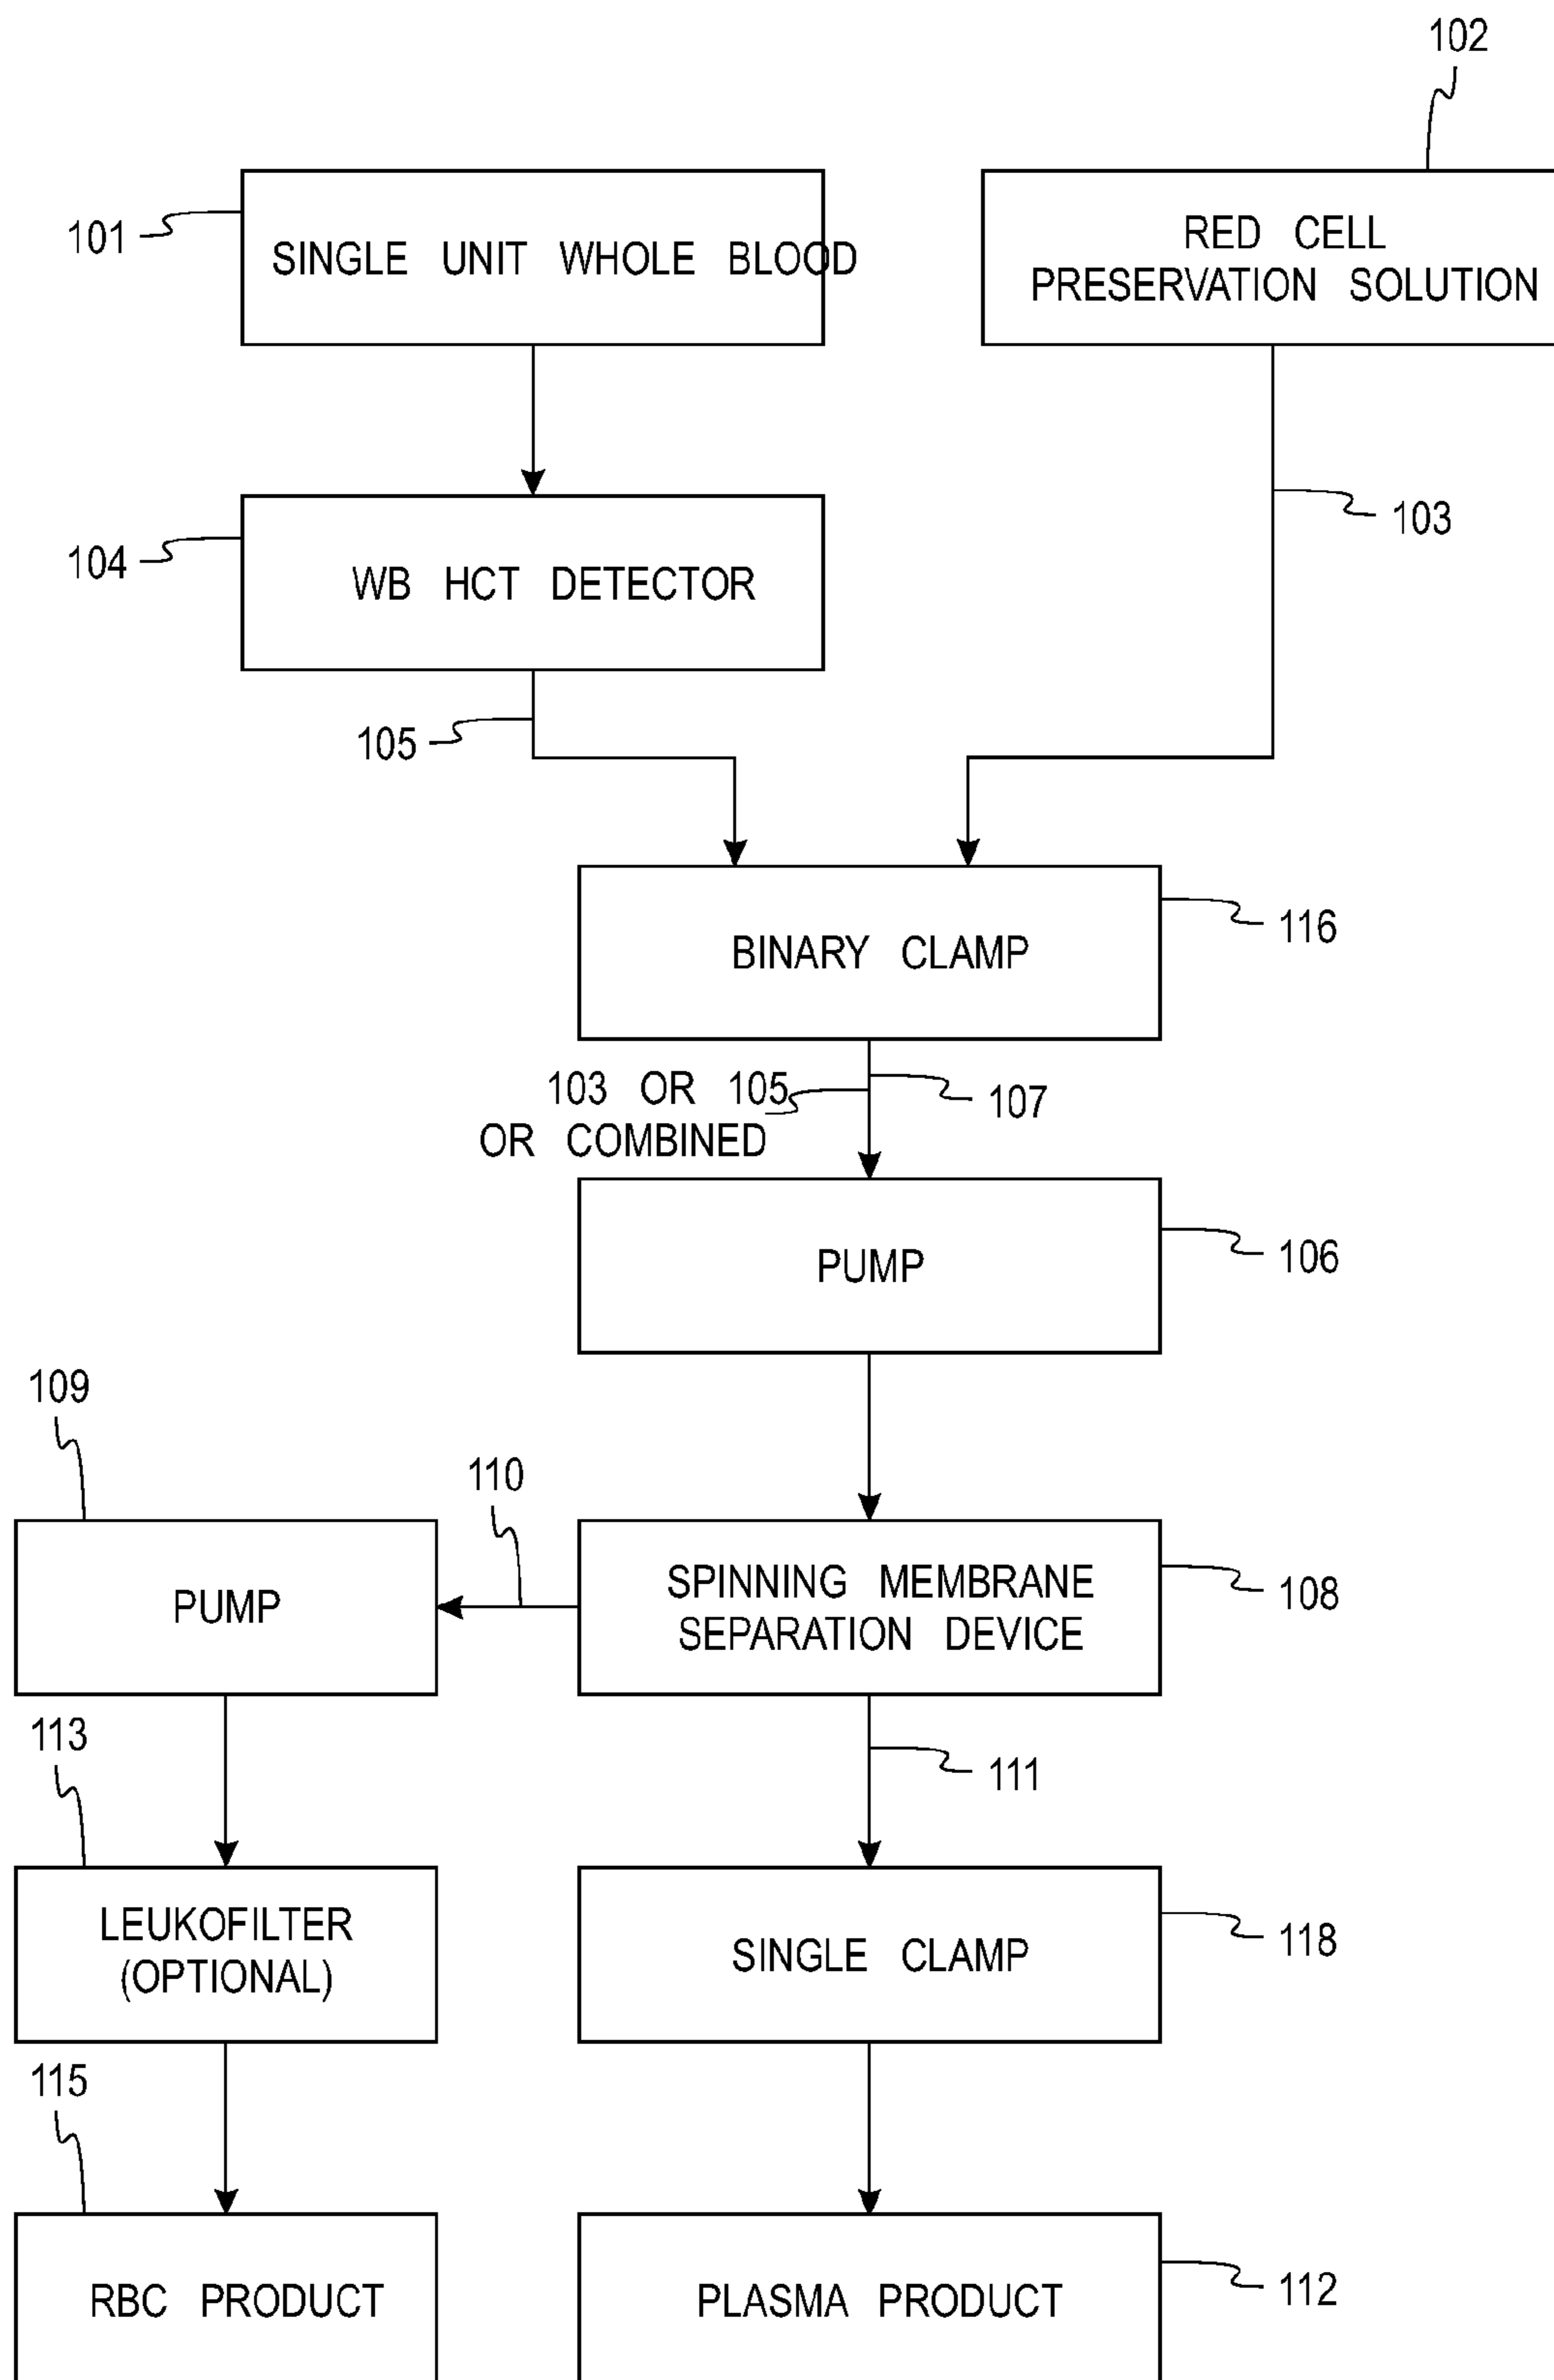 102
101
SINGLE UNIT WHOLE BLOOD
RED CELL
PRESERVATION SOLUTION
103
104
WB HCT DETECTOR
105
BINARY CLAMP
116
103 OR 105
OR COMBINED
107
PUMP
106
109
110
PUMP
SPINNING MEMBRANE
SEPARATION DEVICE
108
113
111
LEUKOFILTER
(OPTIONAL)
SINGLE CLAMP
118
115
RBC PRODUCT
PLASMA PRODUCT
112